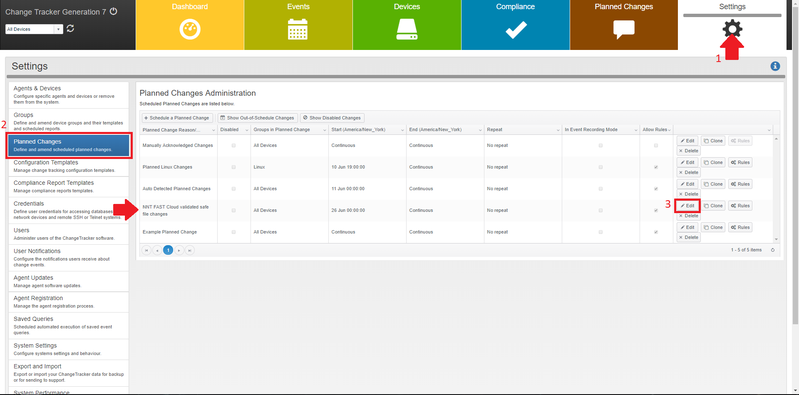 Change Tracker Generation 7
All Devices
Dashboard
Events
Devices
Compliance
Planned Changes
Settings
1
Settings
Agents & Devices
Configure specific agents and devices or remove
them from the system.
Groups
Define and amend device groups and their templates
and scheduled reports.
2
Planned Changes
Define and amend scheduled planned changes
Configuration Templates
Manage change tracking configuration templates.
Compliance Report Templates
Manage compliance reports templates.
Credentials
Define user credentials for accessing databases,
network devices and remote SSH or Telnet systems.
Users
Administer users of the ChangeTracker software.
User Notifications
Configure the notifications users receive about
change events.
Agent Updates
Manage agent software updates.
Agent Registration
Manage the agent registration process.
Saved Queries
Scheduled automated execution of saved event
queries.
System Settings
Configure systems settings and behaviour.
Export and Import
Export or import your ChangeTracker data for backup
or for sending to support.
System Performance
Planned Changes Administration
Scheduled Planned Changes are listed below.
+ Schedule a Planned Change Show Out-of-Schedule Changes Show Disabled Changes
Planned Change Reason/... Disabled Groups or Planned Change Start (America/New_York) End (America/New_York) Repeat In Event Recording Mode Allow Rules
Manually Acknowledged Changes All Devices Continuous Continuous No repeat Edit Clone Rules
× Delete
Planned Linux Changes Linux 10 Jun 19:00:00 Continuous No repeat Edit Clone Rules
× Delete
Auto Detected Planned Changes All Devices 11 Jun 00:00:00 Continuous No repeat Edit Clone Rules
× Delete
NNT FAST Cloud validated safe
file changes All Devices 28 Jun 00:00:00 Continuous No repeat 3 Edit Clone Rules
× Delete
Example Planned Change All Devices Continuous Continuous No repeat Edit Clone Rules
× Delete
1
1 - 5 of 5 items